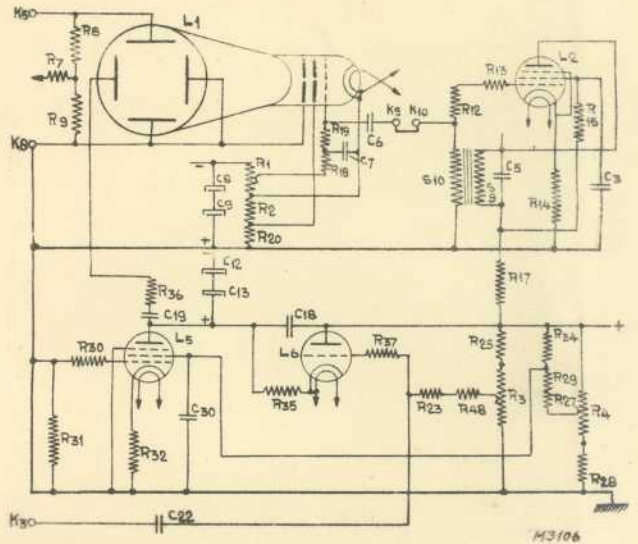 K5
L1
R6
R7
R9
K8
R19
R18
C6
C7
K9
K10
R13
L2
R12
R15
S10
S9
C5
R14
C3
C8
C9
R1
R2
R20
R17
C12
C13
R36
C19
L5
R30
C18
L6
R37
R25
R34
R35
R23
R48
R3
R29
R27
R4
C30
R31
R32
R28
K3
C22
M3106